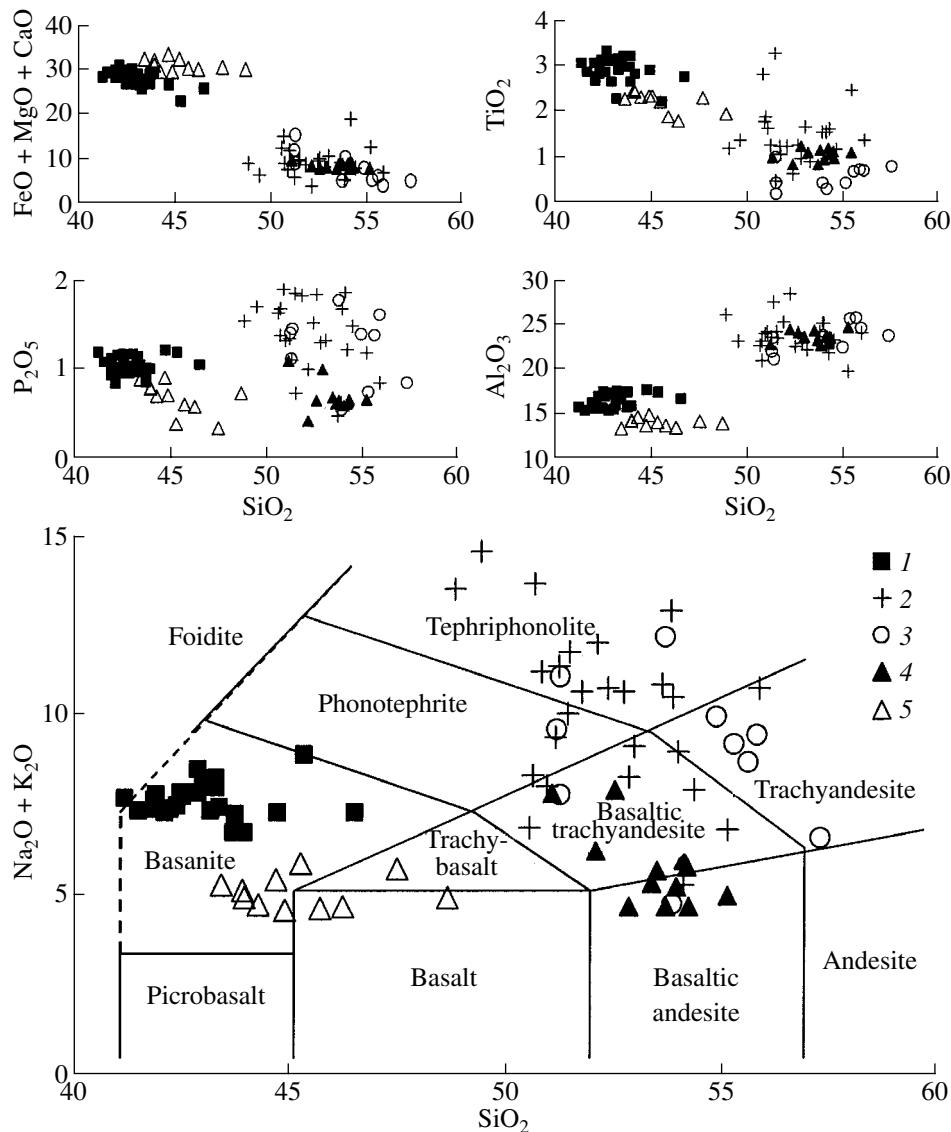 FeO + MgO + CaO
40
30
20
10
0
40 45 50 55 60
TiO2
4
3
2
1
0
40 45 50 55 60
P2O5
2
1
0
40 45 50 55 60
SiO2
Al2O3
30
25
20
15
10
40 45 50 55 60
SiO2
Na2O + K2O
15
10
5
0
Foidite
Tephriphonolite
Phonotephrite
Basanite
Trachy-
basalt
Basaltic
trachyandesite
Trachyandesite
Picrobasalt
Basalt
Basaltic
andesite
Andesite
1
2
3
4
5
40 45 50 55 60
SiO2